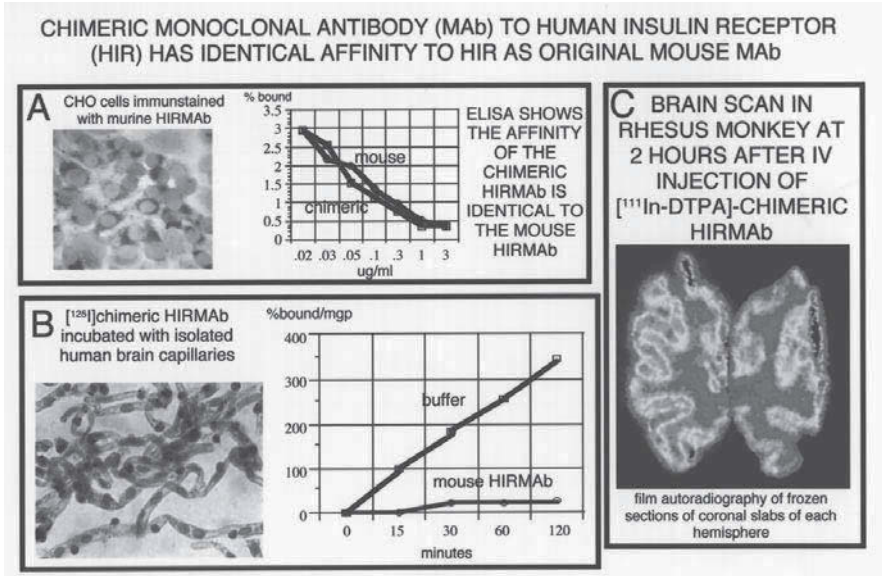 CHIMERIC MONOCLONAL ANTIBODY (MAb) TO HUMAN INSULIN RECEPTOR
(HIR) HAS IDENTICAL AFFINITY TO HIR AS ORIGINAL MOUSE MAb
A
CHO cells immunstained
with murine HIRMAb
% bound
3.5
3
2.5
2
1.5
1
0.5
0
mouse
chimeric
.02 .03 .05 .1 .3 1 3
ug/ml
ELISA SHOWS
THE AFFINITY
OF THE
CHIMERIC
HIRMAb IS
IDENTICAL TO
THE MOUSE
HIRMAb
B
[¹²⁵I]chimeric HIRMAb
incubated with isolated
human brain capillaries
%bound/mgp
400
300
200
100
0
buffer
mouse HIRMAb
0 15 30 60 120
minutes
C
BRAIN SCAN IN
RHESUS MONKEY AT
2 HOURS AFTER IV
INJECTION OF
[¹¹¹In-DTPA]-CHIMERIC
HIRMAb
film autoradiography of frozen
sections of coronal slabs of each
hemisphere